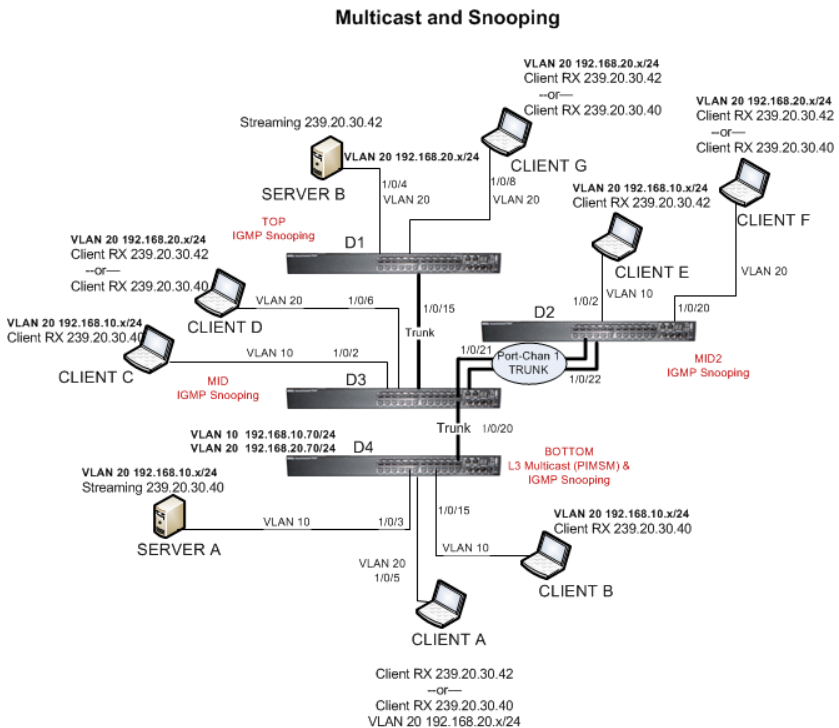 Multicast and Snooping
VLAN 20 192.168.20.x/24
Client RX 239.20.30.42
--or—
Client RX 239.20.30.40
CLIENT G
1/0/8
VLAN 20
Streaming 239.20.30.42
VLAN 20 192.168.20.x/24
SERVER B
1/0/4
VLAN 20
VLAN 20 192.168.20.x/24
Client RX 239.20.30.42
--or—
Client RX 239.20.30.40
CLIENT F
VLAN 20
1/0/20
VLAN 20 192.168.10.x/24
Client RX 239.20.30.42
CLIENT E
1/0/2
VLAN 10
TOP
IGMP Snooping
D1
1/0/15
Trunk
VLAN 20 192.168.20.x/24
Client RX 239.20.30.42
--or—
Client RX 239.20.30.40
CLIENT D
VLAN 20
1/0/6
D2
MID2
IGMP Snooping
VLAN 20 192.168.10.x/24
Client RX 239.20.30.40
CLIENT C
VLAN 10
1/0/2
MID
IGMP Snooping
D3
1/0/21
Port-Chan 1
TRUNK
1/0/22
Trunk
1/0/20
VLAN 10 192.168.10.70/24
VLAN 20 192.168.20.70/24
D4
BOTTOM
L3 Multicast (PIMSM) &
IGMP Snooping
VLAN 20 192.168.10.x/24
Streaming 239.20.30.40
SERVER A
VLAN 10
1/0/3
1/0/15
VLAN 10
VLAN 20 192.168.10.x/24
Client RX 239.20.30.40
CLIENT B
VLAN 20
1/0/5
CLIENT A
Client RX 239.20.30.42
--or—
Client RX 239.20.30.40
VLAN 20 192.168.20.x/24